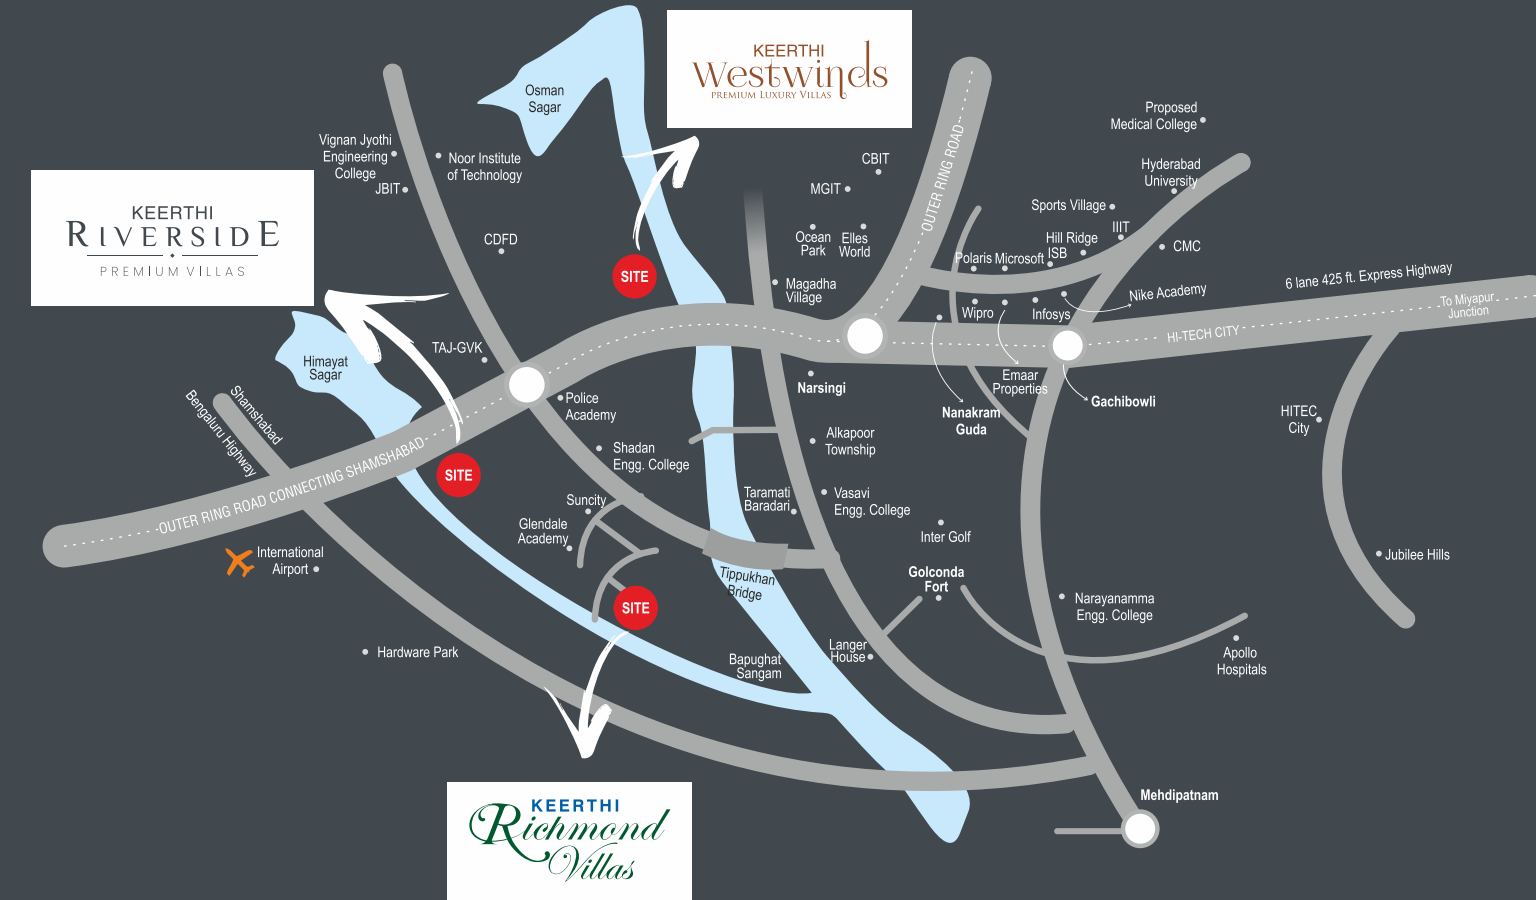 KEERTHI
Westwinds
PREMIUM LUXURY VILLAS
Osman
Sagar
Vignan Jyothi
Engineering
College
JBIT
Noor Institute
of Technology
CDFD
KEERTHI
RIVERSIDE
PREMIUM VILLAS
SITE
CBIT
MGIT
Ocean
Park
Elles
World
Magadha
Village
OUTER RING ROAD
Proposed
Medical College
Hyderabad
University
Sports Village
IIIT
Hill Ridge
ISB
CMC
Polaris
Microsoft
Wipro
Infosys
Nike Academy
6 lane 425 ft. Express Highway
To Miyapur
Junction
HI-TECH CITY
Himayat
Sagar
TAJ-GVK
Shamshabad
Bengaluru Highway
Police
Academy
Narsingi
Emaar
Properties
Nanakram
Guda
Gachibowli
HITEC
City
OUTER RING ROAD CONNECTING SHAMSHABAD
SITE
Shadan
Engg. College
Alkapoor
Township
Suncity
Glendale
Academy
Taramati
Baradari
Vasavi
Engg. College
Inter Golf
International
Airport
Tippukhan
Bridge
Golconda
Fort
Jubilee Hills
SITE
Narayanamma
Engg. College
Hardware Park
Bapughat
Sangam
Langer
House
Apollo
Hospitals
Mehdipatnam
KEERTHI
Richmond
Villas